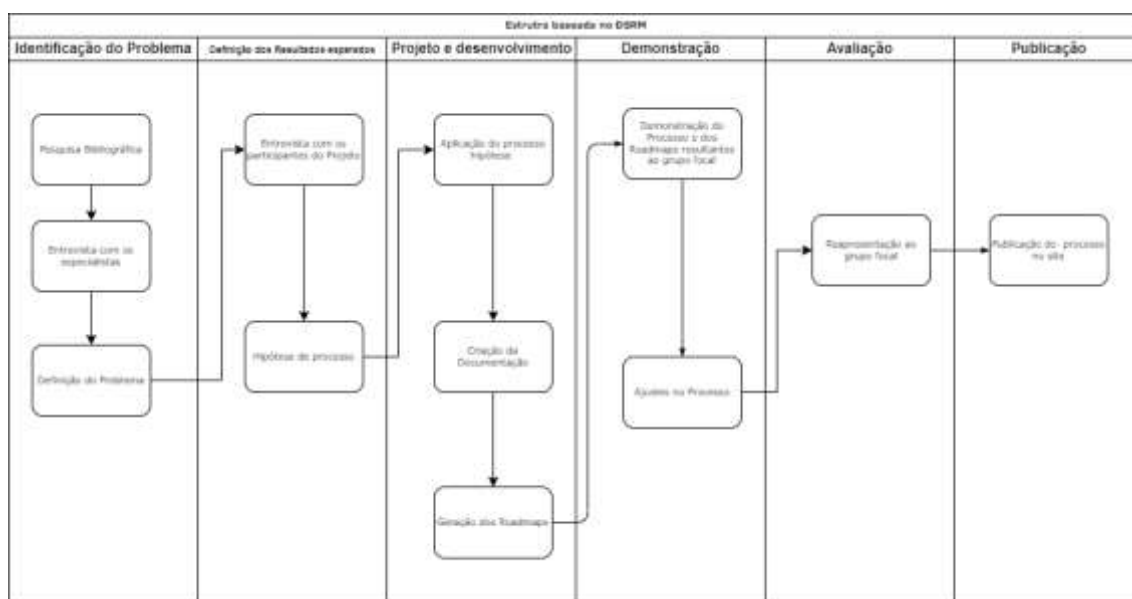 Estrutra baseada no DSRM
Identificação do Problema
Definição dos Resultados esperados
Projeto e desenvolvimento
Demonstração
Avaliação
Publicação
Pesquisa Bibliográfica
Entrevista com os
especialistas
Definição do Problema
Entrevista com os
participantes do Projeto
Hipótese de processo
Aplicação do processo
hipótese
Criação da
Documentação
Geração dos Roadmaps
Demonstração do
Processo e dos
Roadmaps resultantes
ao grupo focal
Ajustes no Processo
Reapresentação ao
grupo focal
Publicação do processo
no site